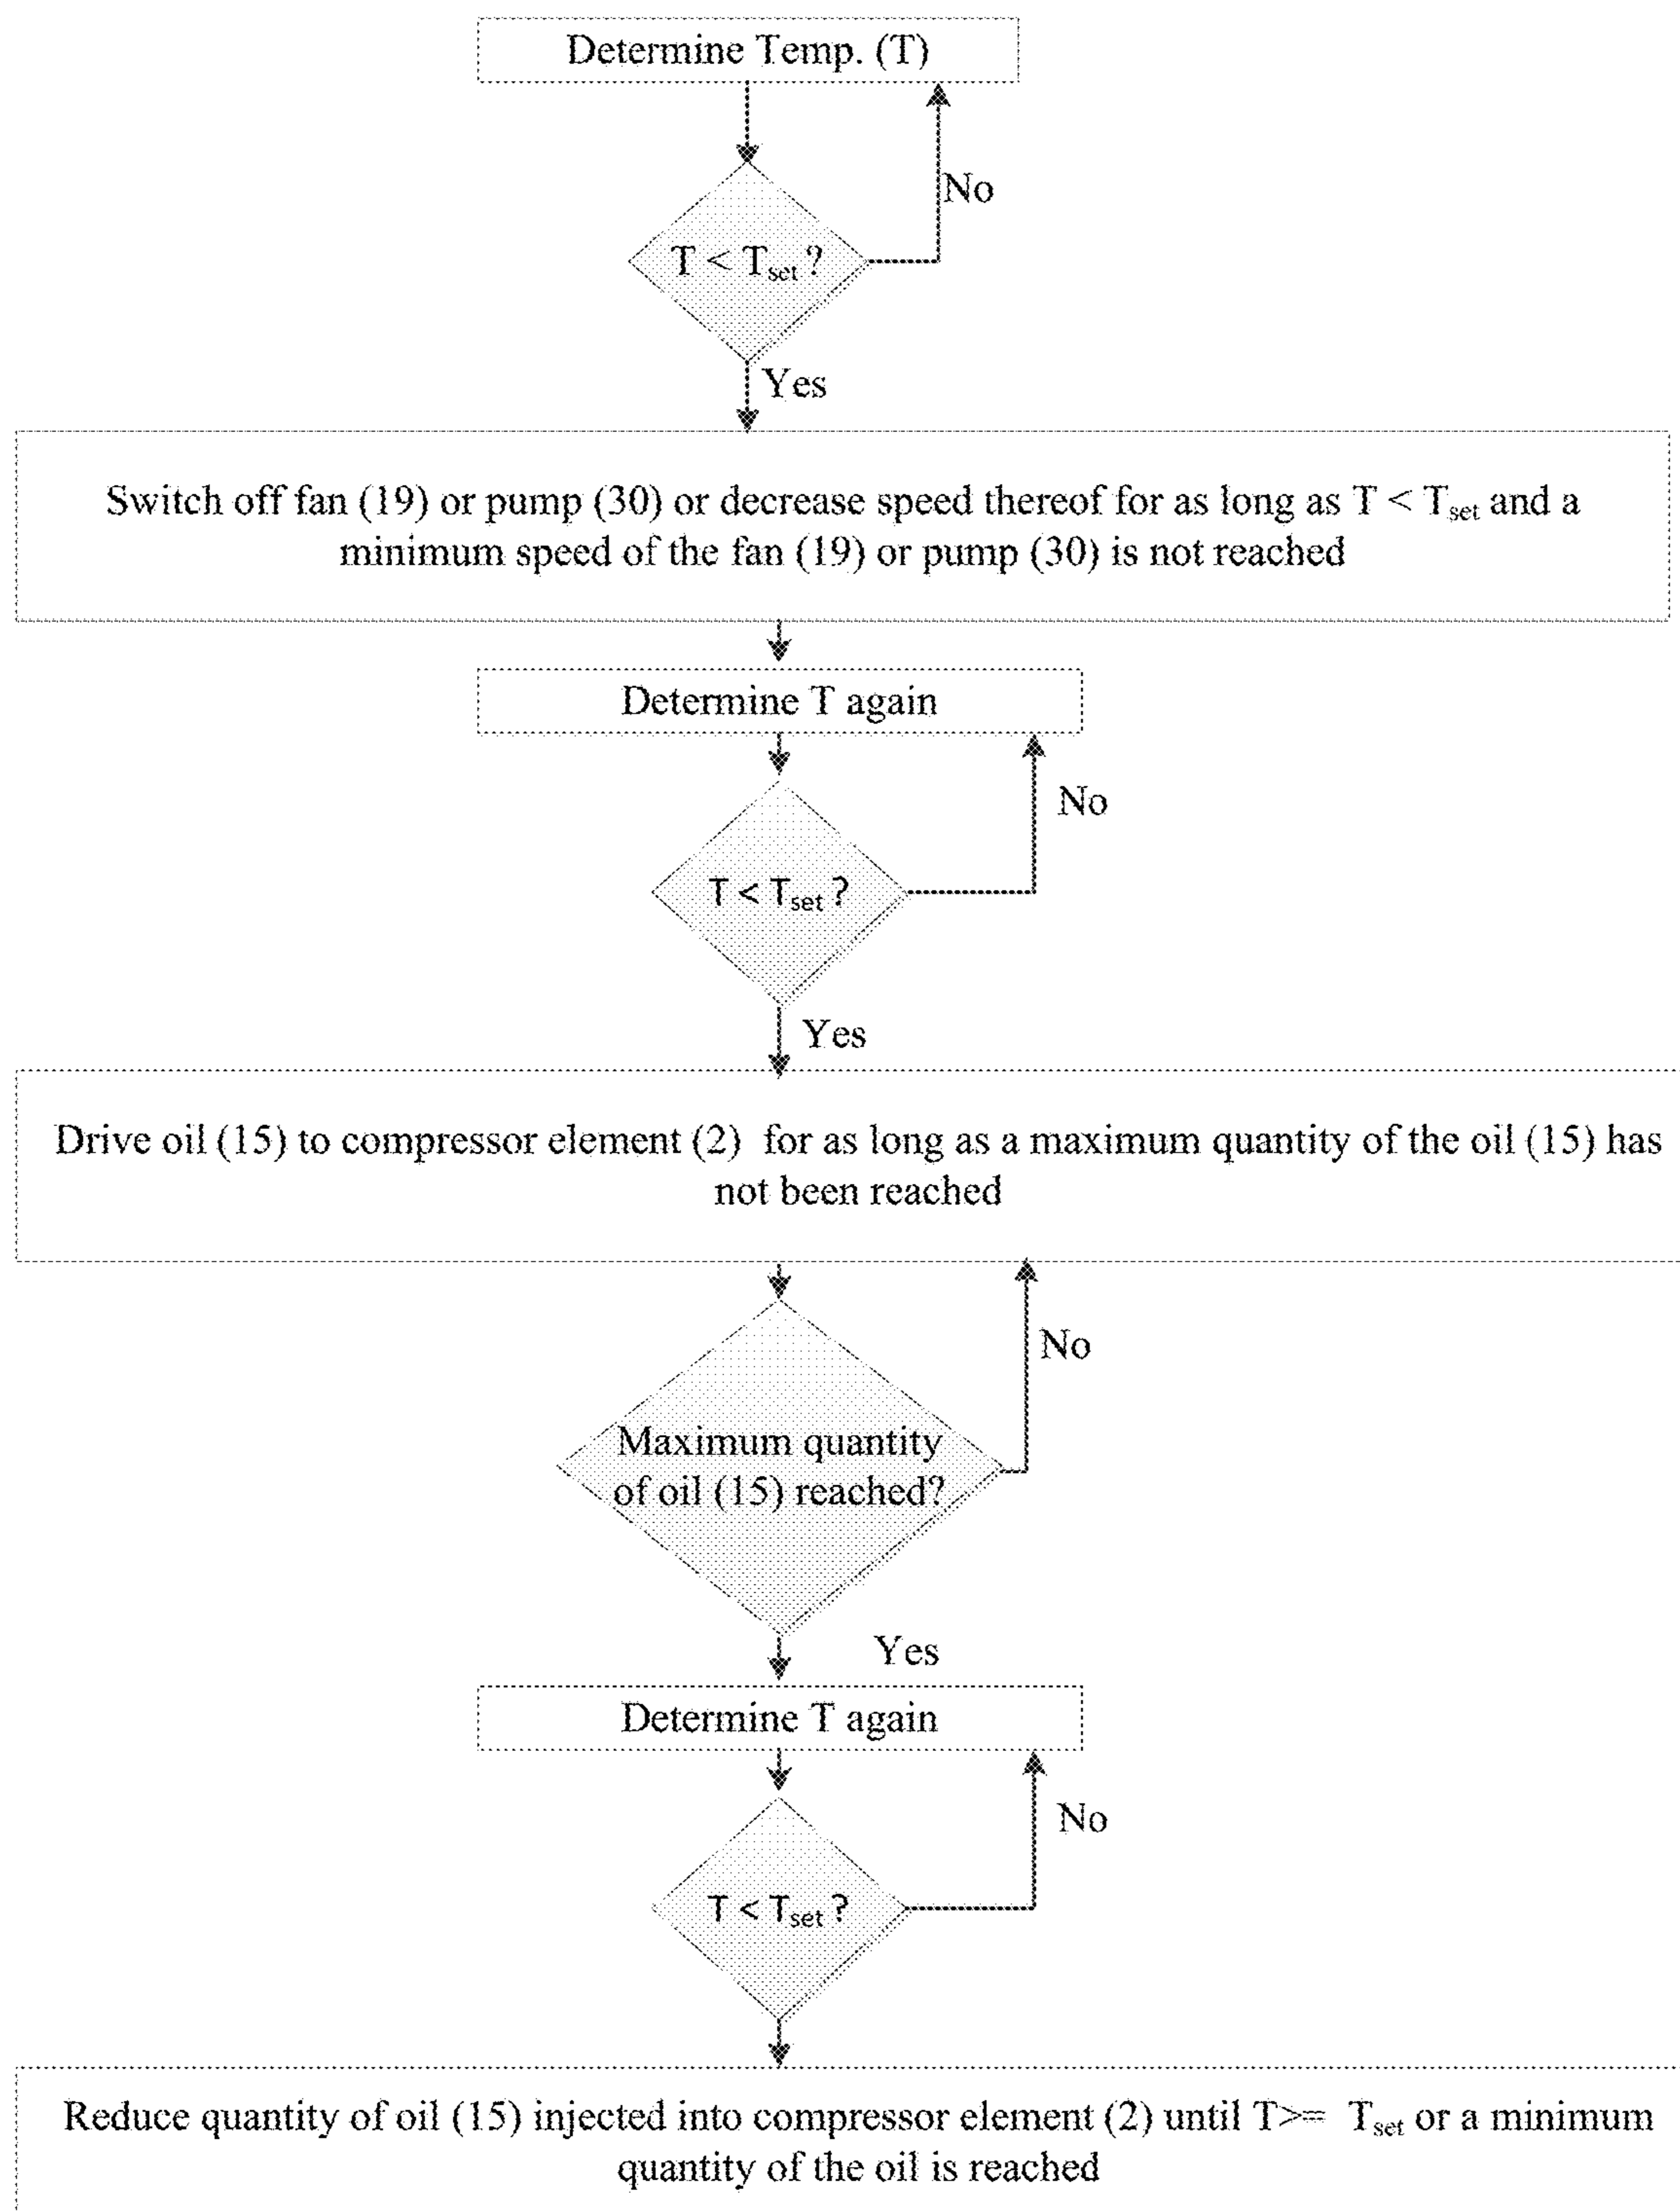 Determine Temp. (T)
No
T < Tset ?
Yes
Switch off fan (19) or pump (30) or decrease speed thereof for as long as T < Tset and a
minimum speed of the fan (19) or pump (30) is not reached
Determine T again
No
T < Tset ?
Yes
Drive oil (15) to compressor element (2) for as long as a maximum quantity of the oil (15) has
not been reached
No
Maximum quantity
of oil (15) reached?
Yes
Determine T again
No
T < Tset ?
Reduce quantity of oil (15) injected into compressor element (2) until T>= Tset or a minimum
quantity of the oil is reached